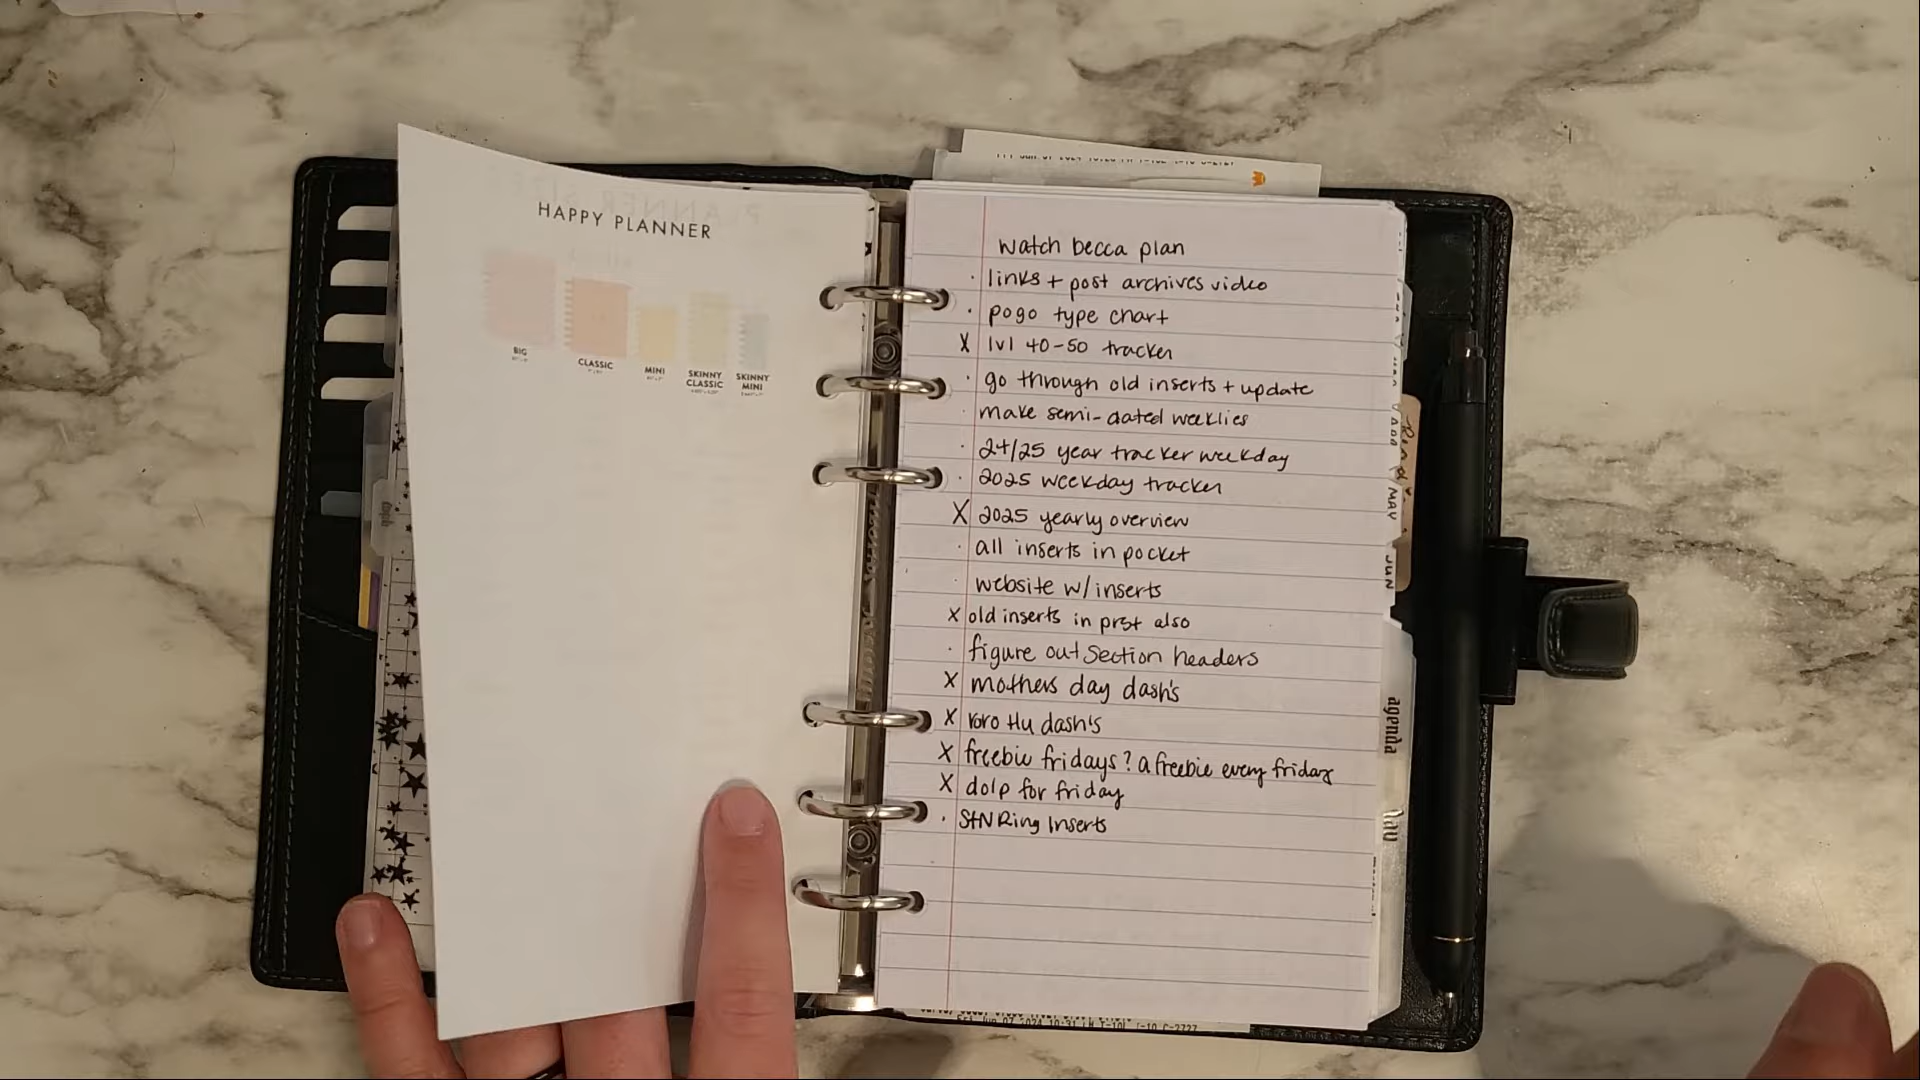 HAPPY PLANNER
BIG
CLASSIC
MINI
SKINNY CLASSIC
SKINNY MINI
watch becca plan
· links + post archives video
· pogo type chart
X lvl 40-50 tracker
· go through old inserts + update
· make semi-dated weeklies
· 24/25 year tracker weekday
· 2025 weekday tracker
X 2025 yearly overview
· all inserts in pocket
· website w/ inserts
X old inserts in prst also
· figure out Section headers
X mothers day dash's
X roro tlu dash's
X freebie fridays? a freebie every friday
X dolp for friday
· StN Ring Inserts
MAY
JUN
agenda